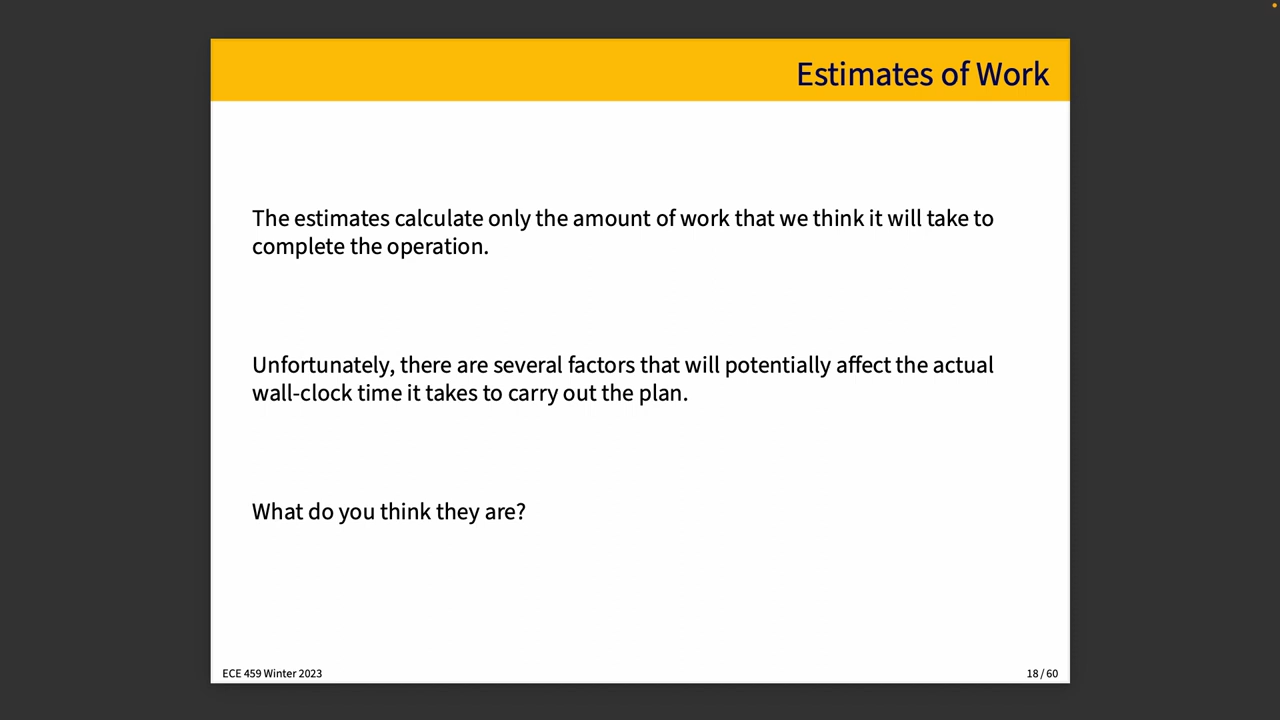 Estimates of Work
The estimates calculate only the amount of work that we think it will take to
complete the operation.
Unfortunately, there are several factors that will potentially affect the actual
wall-clock time it takes to carry out the plan.
What do you think they are?
ECE 459 Winter 2023
18 / 60